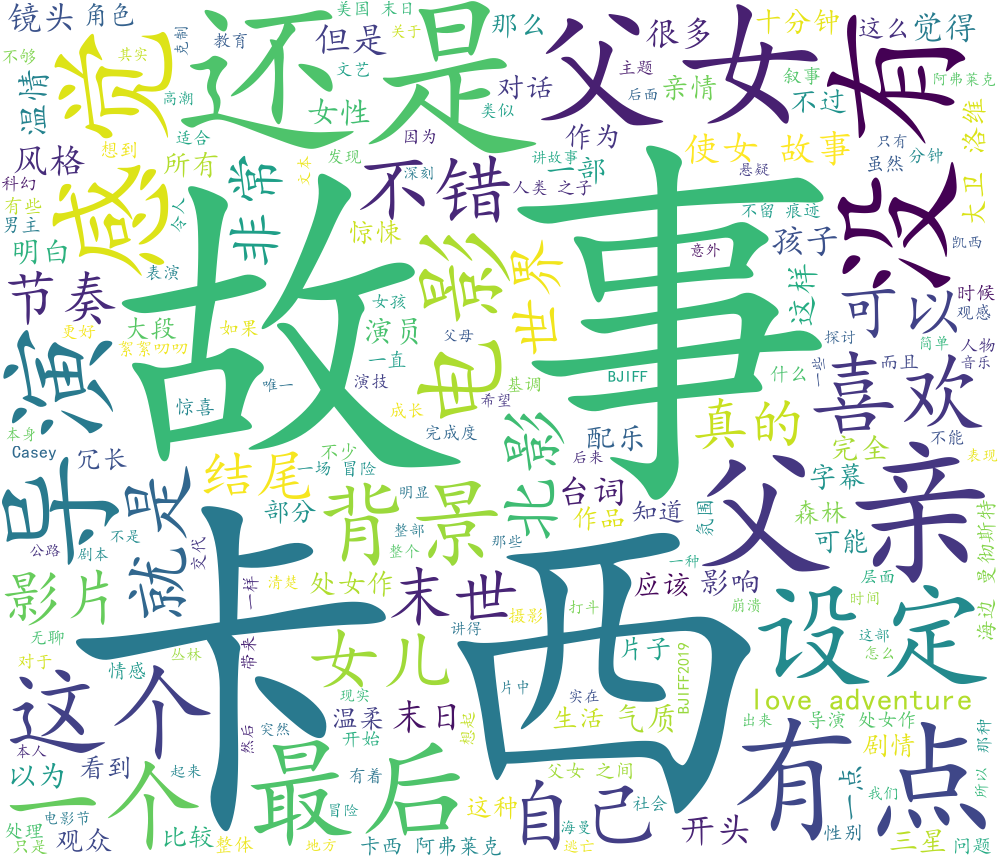 镜头 角色
不够
其实
克制
教育
美国 末日
关于
但是
文艺
那么
很多
十分钟
这么
觉得
还是
父女
没有
感觉
温情
高潮
适合
女性
对话
类似
主题
后面
亲情
叙事
不过
阿弗莱克
洛维
大卫
风格
科幻
有些
男主
想到
所有
令人
非常
发现
文本
因为
深刻
不错
作为
讲故事
一部
人类 之子
使女 故事
悬疑
只有
虽然
分钟
不留 痕迹
凯西
明白
表演
惊悚
电影
世界
意外
孩子
这样
可以
时候
观感
节奏
更好
大段
如果
女孩
演员
父母
故事
探讨
简单
絮絮叨叨
一直
唯一
演技
基调
希望
BJIFF
什么
一些
而且
人物
音乐
喜欢
导演
本身
Casey
冗长
惊喜
成长
完成度
不少
后来
北影
配乐
真的
完全
不能
表现
结尾
一场 冒险
就是
部分
背景
明显
整部
整个
那些
台词
作品
知道
氛围
父亲
字幕
森林
可能
曼彻斯特
海边
公路
剧本
不是
交代
影片
一样
清楚
处女作
末世
摄影
打斗
应该
影响
一种
崩溃
设定
层面
时间
这部
怎么
无聊
对于
丛林
情感
带来
女儿
讲得
片子
BJIFF2019
卡西
片中
实在
现实
love adventure
这个
本人
然后
突然
温柔
末日
开始
想起
生活
气质
出来
导演 处女作
那种
剧情
有点
以为
看到
一个
起来
最后
有着
父女 之间
这种
自己
社会
开头
一点
我们
所以
处理
只是
电影节
观众
比较
整体
冒险
地方
卡西 阿弗莱克
海曼
逃亡
性别
三星
问题